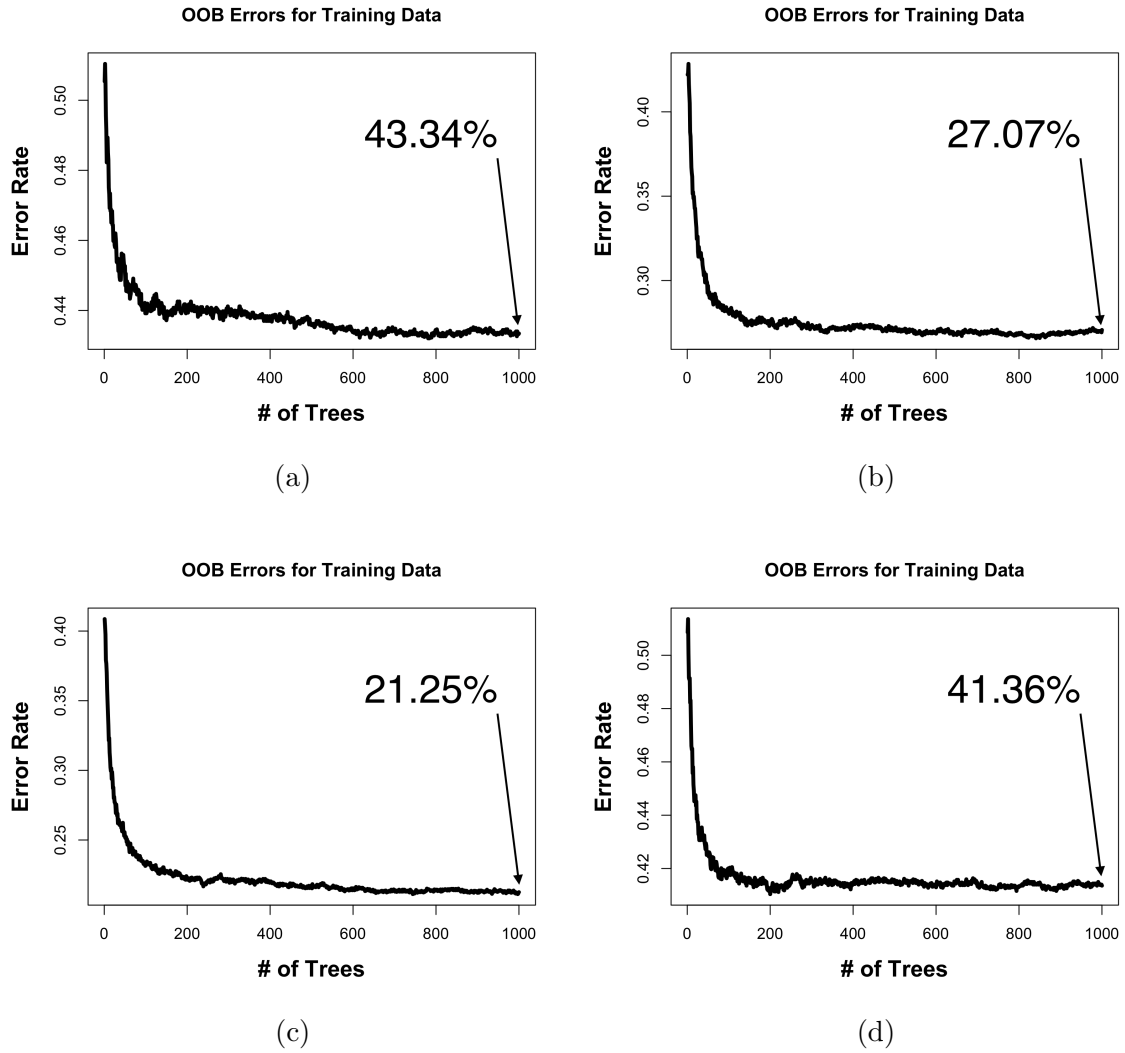 OOB Errors for Training Data
Error Rate
0.50
0.48
0.46
0.44
43.34%
0 200 400 600 800 1000
# of Trees
(a)
OOB Errors for Training Data
Error Rate
0.40
0.35
0.30
27.07%
0 200 400 600 800 1000
# of Trees
(b)
OOB Errors for Training Data
Error Rate
0.40
0.35
0.30
0.25
21.25%
0 200 400 600 800 1000
# of Trees
(c)
OOB Errors for Training Data
Error Rate
0.50
0.48
0.46
0.44
0.42
41.36%
0 200 400 600 800 1000
# of Trees
(d)